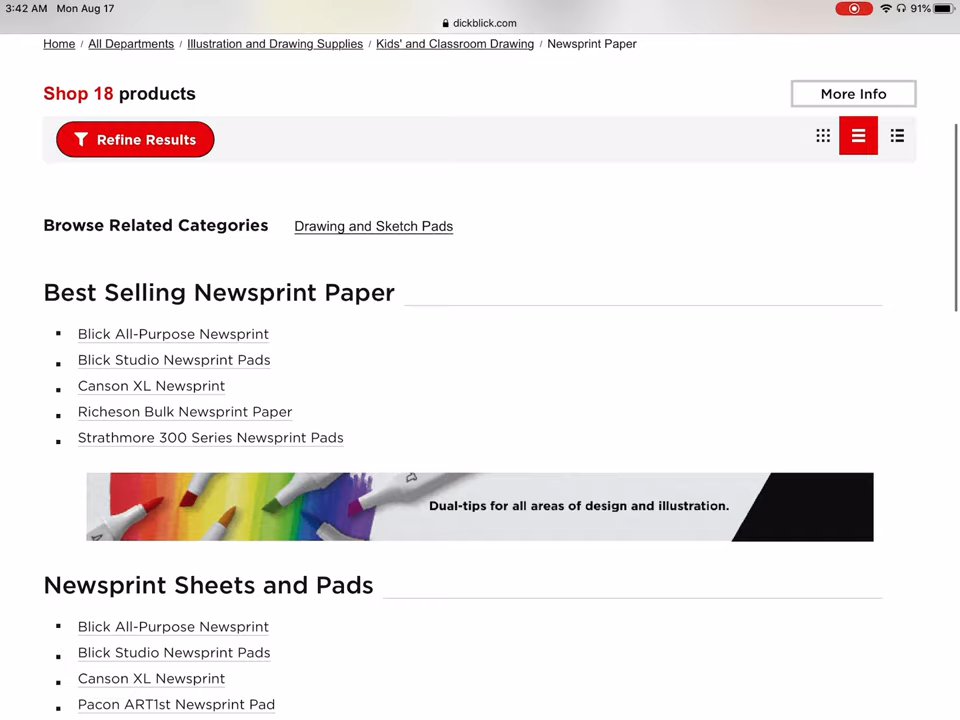 3:42 AM Mon Aug 17
91%
dickblick.com
Home / All Departments / Illustration and Drawing Supplies / Kids' and Classroom Drawing / Newsprint Paper
Shop 18 products
More Info
Refine Results
Browse Related Categories Drawing and Sketch Pads
Best Selling Newsprint Paper
Blick All-Purpose Newsprint
Blick Studio Newsprint Pads
Canson XL Newsprint
Richeson Bulk Newsprint Paper
Strathmore 300 Series Newsprint Pads
Dual-tips for all areas of design and illustration.
Newsprint Sheets and Pads
Blick All-Purpose Newsprint
Blick Studio Newsprint Pads
Canson XL Newsprint
Pacon ART1st Newsprint Pad